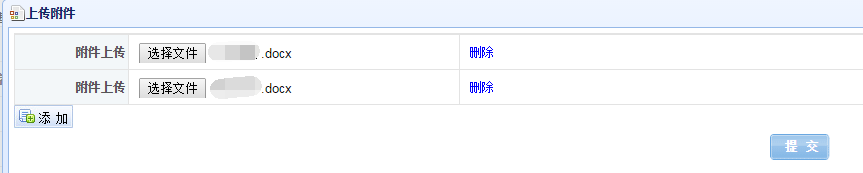 上传附件
附件上传 选择文件 .docx 删除
附件上传 选择文件 .docx 删除
添 加
提 交